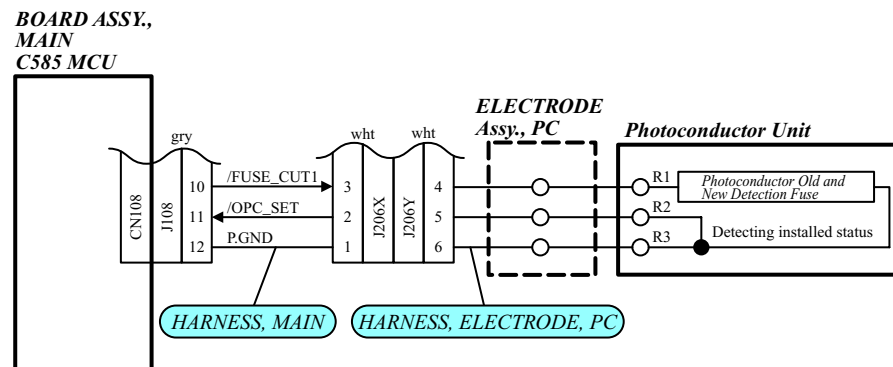 BOARD ASSY.,
MAIN
C585 MCU
ELECTRODE
Assy., PC
Photoconductor Unit
gry
wht
wht
CN108
J108
10
11
12
/FUSE_CUT1
/OPC_SET
P.GND
3
2
1
J206X
J206Y
4
5
6
R1
R2
R3
Photoconductor Old and
New Detection Fuse
Detecting installed status
HARNESS, MAIN
HARNESS, ELECTRODE, PC